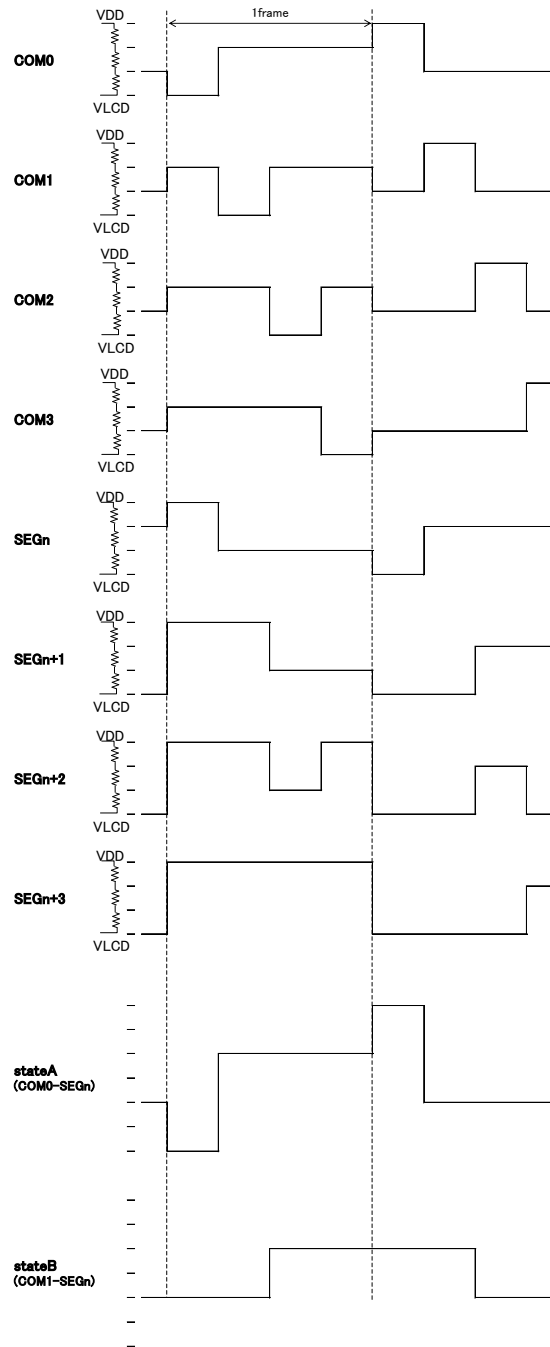 VDD
1frame
COM0
VLCD
VDD
COM1
VLCD
VDD
COM2
VLCD
VDD
COM3
VLCD
VDD
SEGn
VLCD
VDD
SEGn+1
VLCD
VDD
SEGn+2
VLCD
VDD
SEGn+3
VLCD
stateA
(COM0-SEGn)
stateB
(COM1-SEGn)